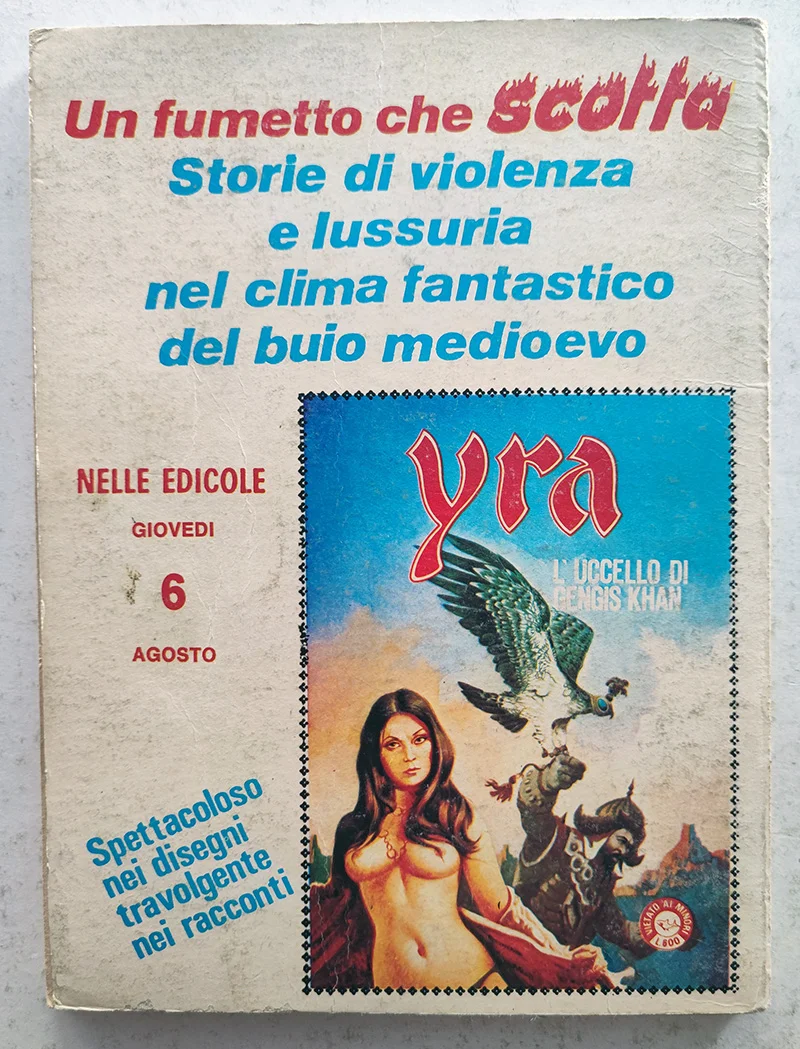 Un fumetto che scotta
Storie di violenza
e lussuria
nel clima fantastico
del buio medioevo
NELLE EDICOLE
GIOVEDI
6
AGOSTO
Spettacoloso
nei disegni
travolgente
nei racconti
yra
L'UCCELLO DI
GENGIS KHAN
VIETATO AI MINORI
L.600